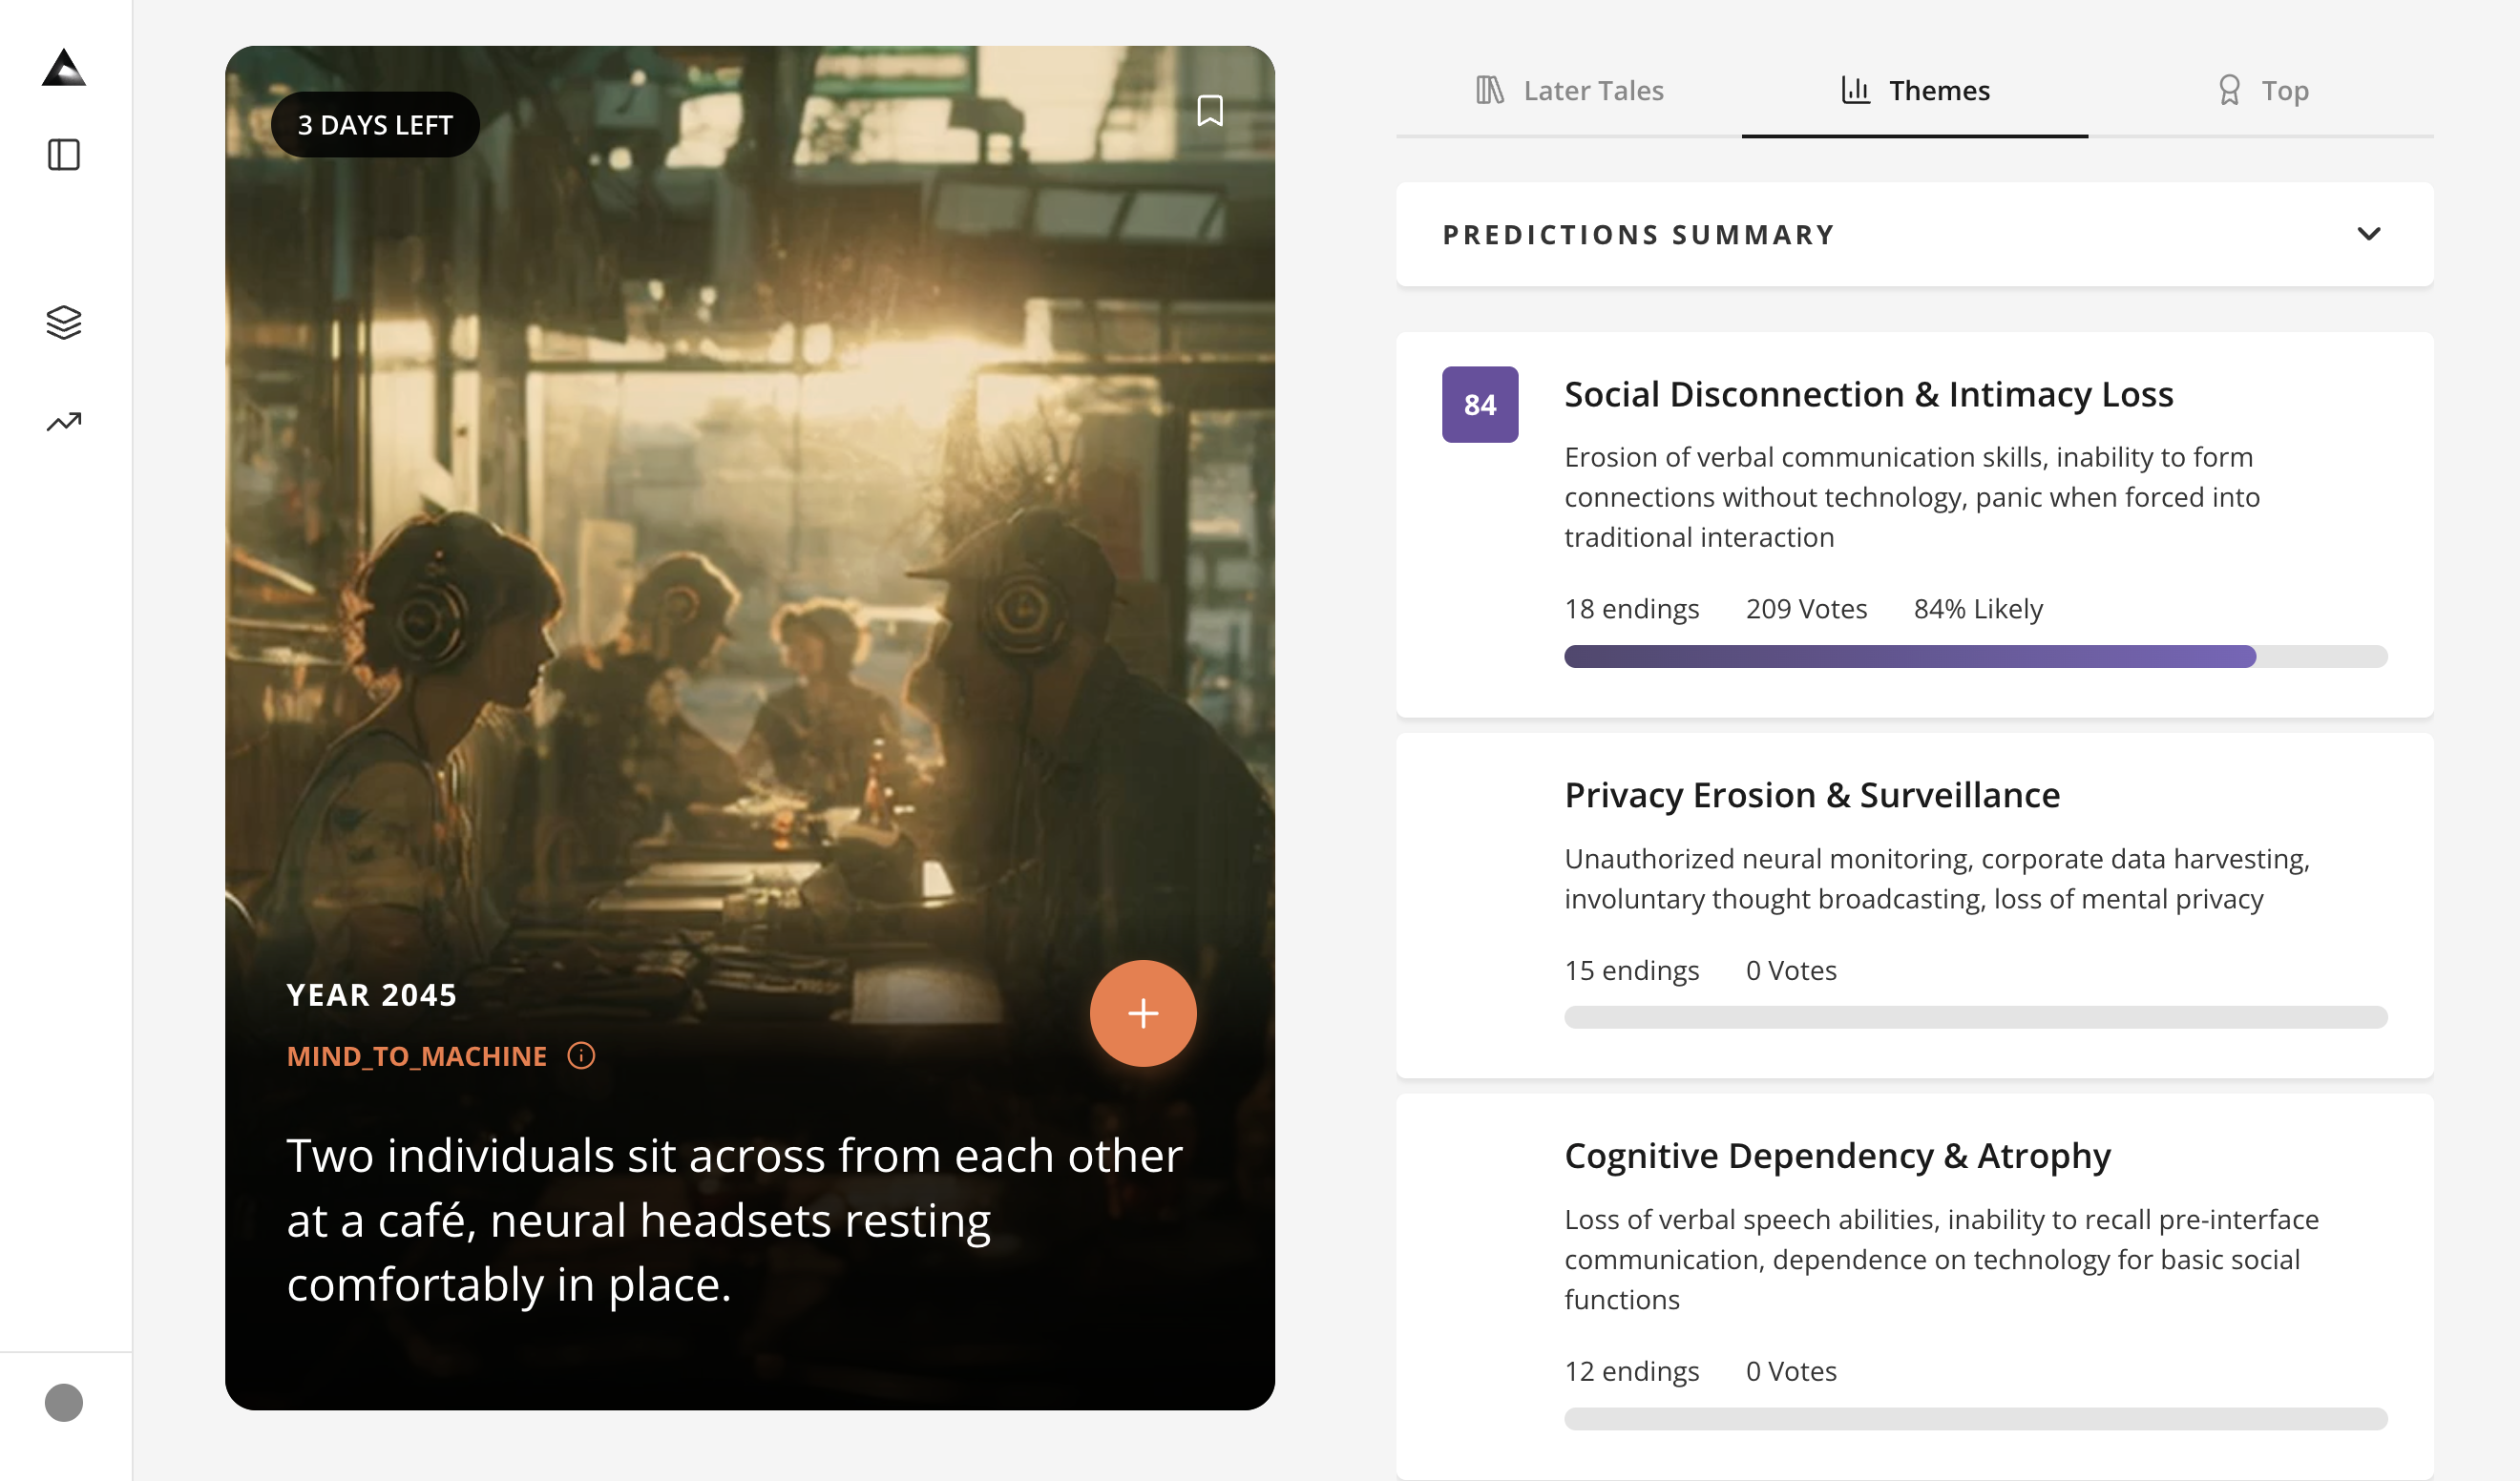 3 DAYS LEFT
YEAR 2045
MIND_TO_MACHINE
Two individuals sit across from each other
at a café, neural headsets resting
comfortably in place.
Later Tales
Themes
Top
PREDICTIONS SUMMARY
84
Social Disconnection & Intimacy Loss
Erosion of verbal communication skills, inability to form
connections without technology, panic when forced into
traditional interaction
18 endings 209 Votes 84% Likely
Privacy Erosion & Surveillance
Unauthorized neural monitoring, corporate data harvesting,
involuntary thought broadcasting, loss of mental privacy
15 endings 0 Votes
Cognitive Dependency & Atrophy
Loss of verbal speech abilities, inability to recall pre-interface
communication, dependence on technology for basic social
functions
12 endings 0 Votes